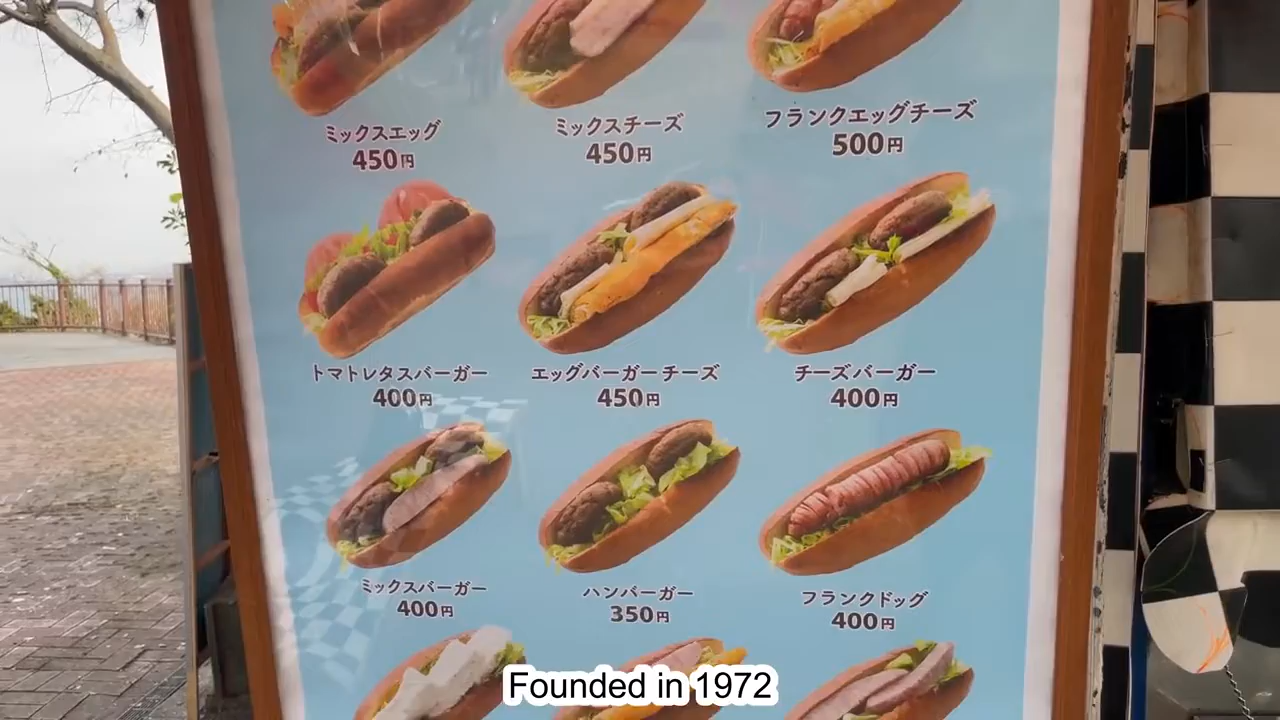 ミックスエッグ
450円
ミックスチーズ
450円
フランクエッグチーズ
500円
トマトレタスバーガー
400円
エッグバーガーチーズ
450円
チーズバーガー
400円
ミックスバーガー
400円
ハンバーガー
350円
フランクドッグ
400円
Founded in 1972